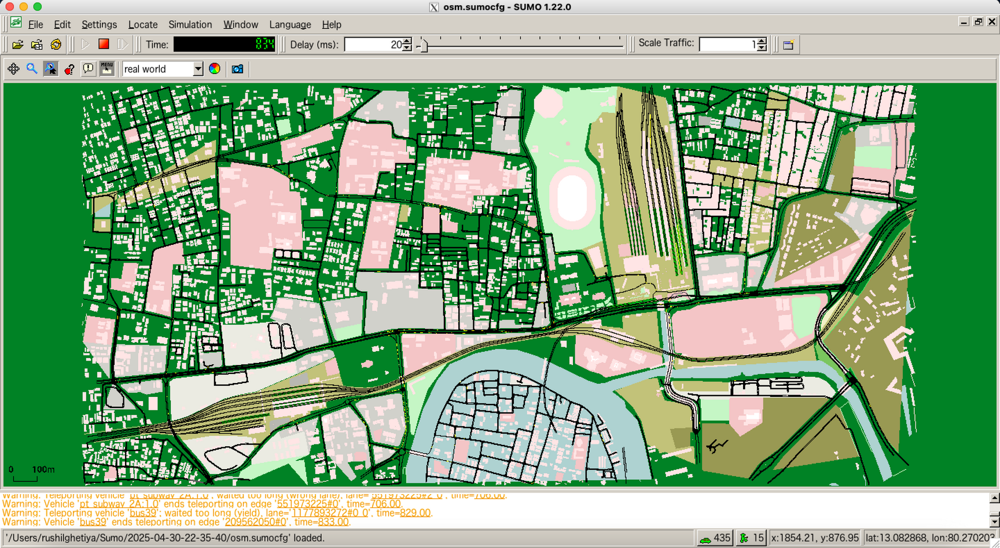 osm.sumocfg - SUMO 1.22.0
File Edit Settings Locate Simulation Window Language Help
Time: 834 Delay (ms): 20 Scale Traffic: 1
MENU
real world
0 100m
Warning: Teleporting vehicle 'pt_subway_2A:1.0'; waited too long (wrong lane), lane='551973225#2_0', time=706.00.
Warning: Vehicle 'pt_subway_2A:1.0' ends teleporting on edge '551973225#0', time=706.00.
Warning: Teleporting vehicle 'bus39'; waited too long (yield), lane='1177893272#0_0', time=829.00.
Warning: Vehicle 'bus39' ends teleporting on edge '209562050#0', time=833.00.
'/Users/rushilghetiya/Sumo/2025-04-30-22-35-40/osm.sumocfg' loaded. 435 15 x:1854.21, y:876.95 lat:13.082868, lon:80.270203